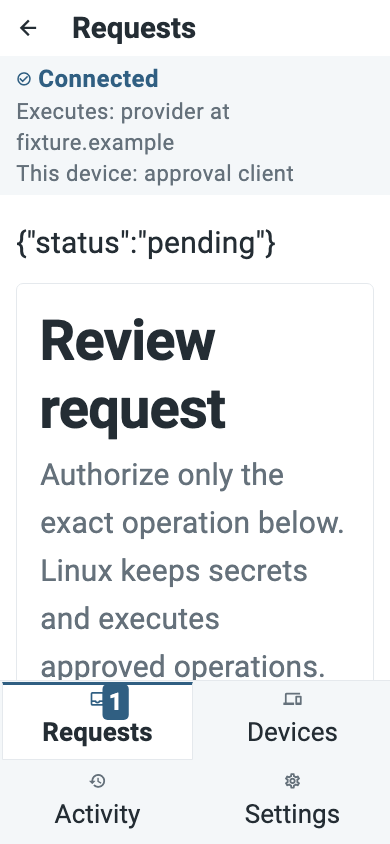 Requests
Connected
Executes: provider at
fixture.example
This device: approval client
{"status":"pending"}
Review
request
Authorize only the
exact operation below.
Linux keeps secrets
and executes
approved operations.
1
Requests
Devices
Activity
Settings